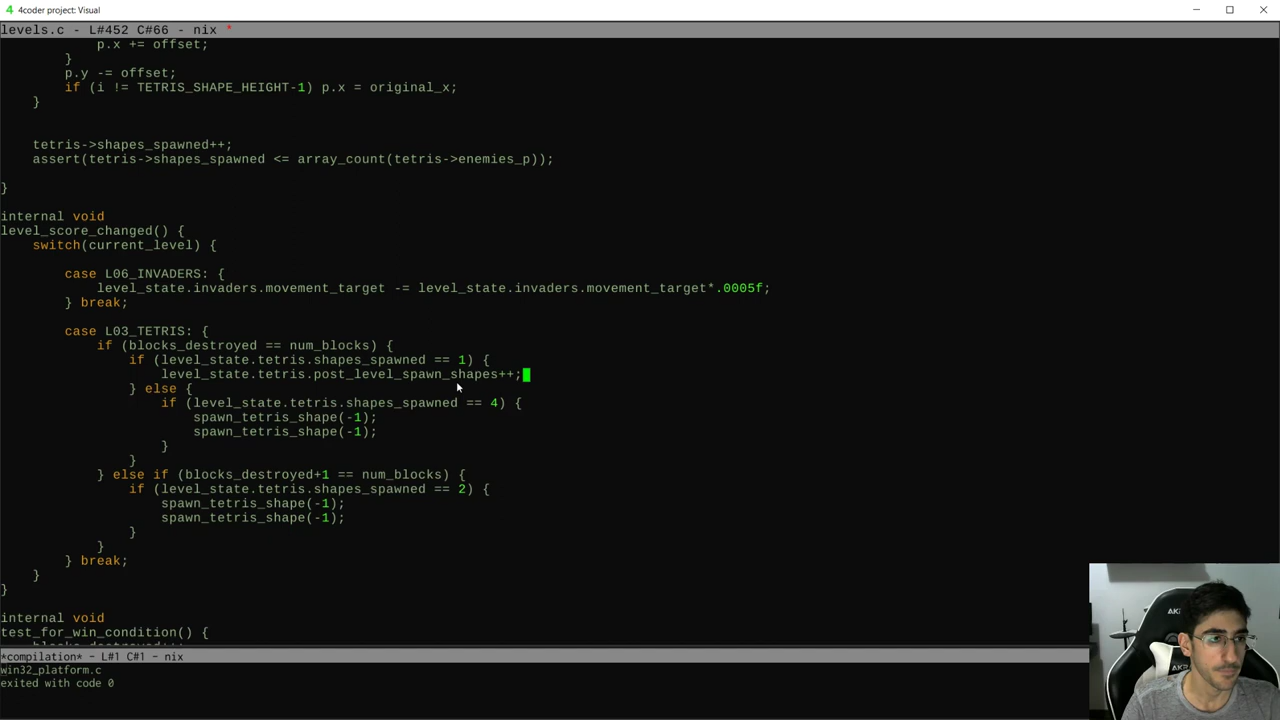 4 4coder project: Visual
levels.c - L#452 C#66 - nix *
p.x += offset;
}
p.y -= offset;
if (i != TETRIS_SHAPE_HEIGHT-1) p.x = original_x;
}
tetris->shapes_spawned++;
assert(tetris->shapes_spawned <= array_count(tetris->enemies_p));
}
internal void
level_score_changed() {
switch(current_level) {
case L06_INVADERS: {
level_state.invaders.movement_target -= level_state.invaders.movement_target*.0005f;
} break;
case L03_TETRIS: {
if (blocks_destroyed == num_blocks) {
if (level_state.tetris.shapes_spawned == 1) {
level_state.tetris.post_level_spawn_shapes++;
} else {
if (level_state.tetris.shapes_spawned == 4) {
spawn_tetris_shape(-1);
spawn_tetris_shape(-1);
}
}
} else if (blocks_destroyed+1 == num_blocks) {
if (level_state.tetris.shapes_spawned == 2) {
spawn_tetris_shape(-1);
spawn_tetris_shape(-1);
}
}
} break;
}
}
internal void
test_for_win_condition() {
*compilation* - L#1 C#1 - nix
win32_platform.c
exited with code 0